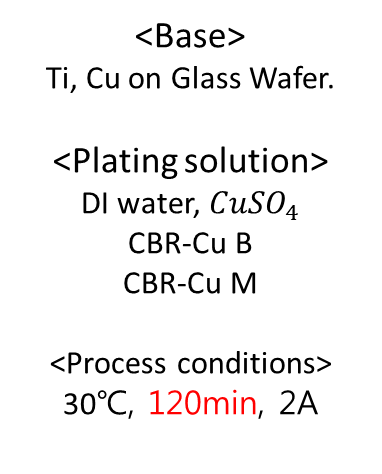 <Base>
Ti, Cu on Glass Wafer.
<Plating solution>
DI water, CuSO₄
CBR-Cu B
CBR-Cu M
<Process conditions>
30℃, 120min, 2A